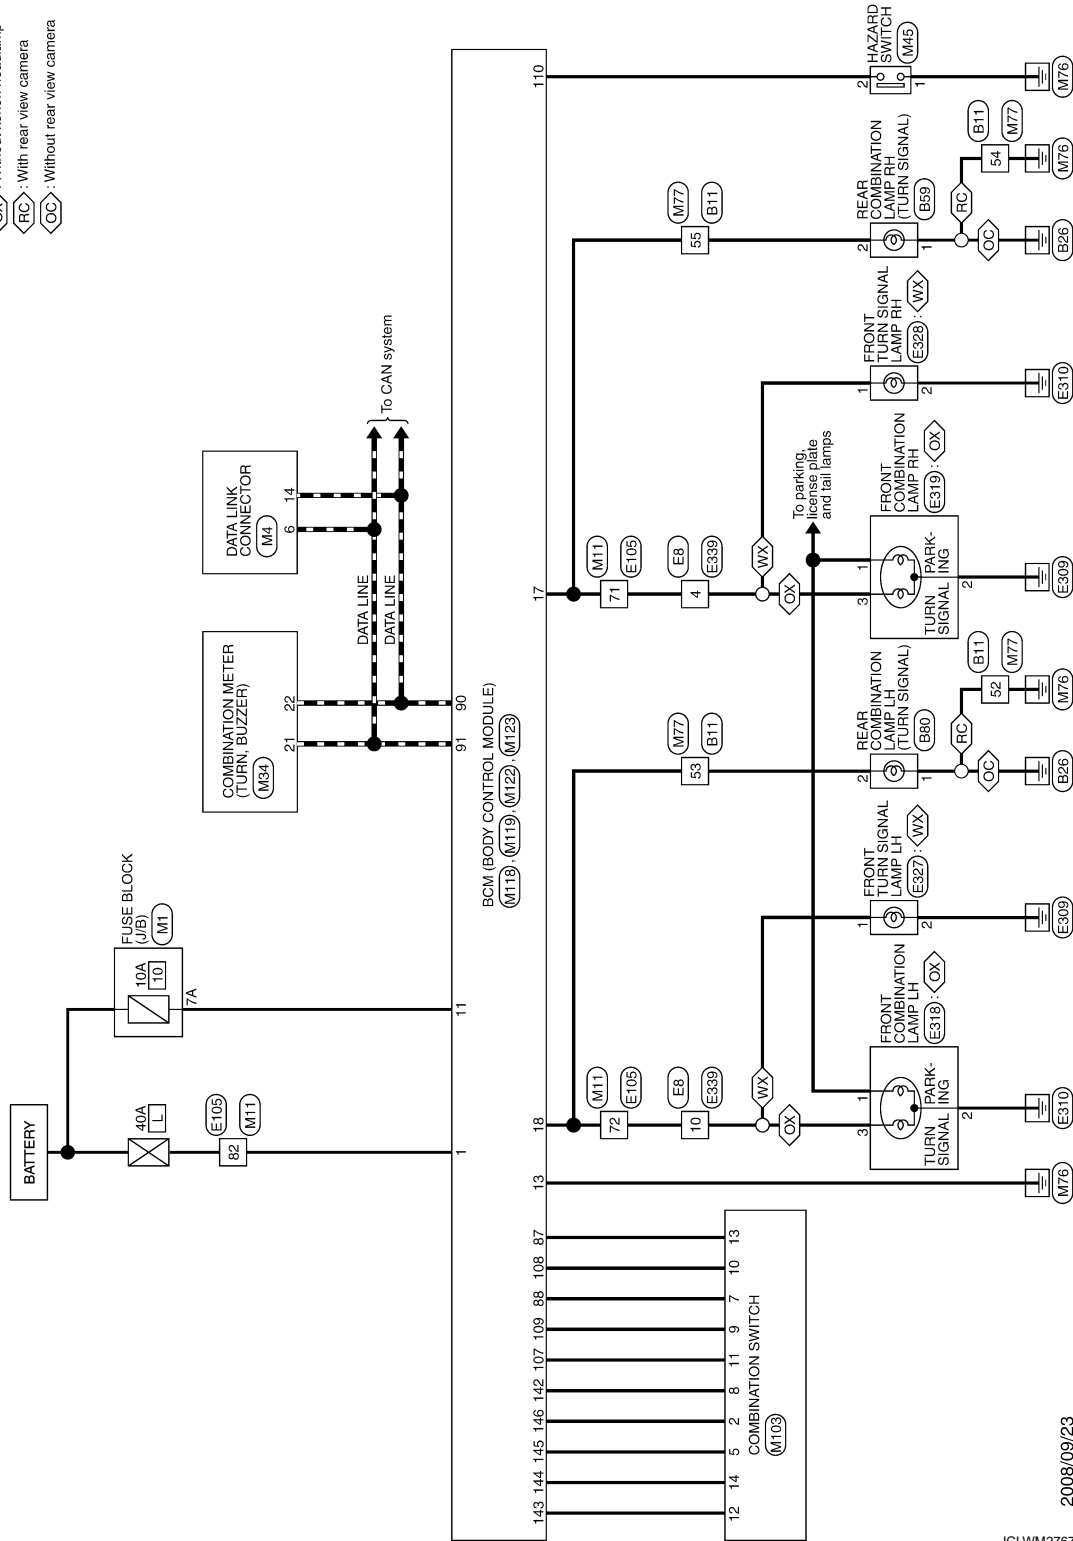 RC : With rear view camera
OC : Without rear view camera
BATTERY
40A
L
E105
M11
82
FUSE BLOCK
(J/B)
M1
10A
10
7A
COMBINATION METER
(TURN, BUZZER)
M34
21
22
DATA LINK
CONNECTOR
M4
6
14
DATA LINE
DATA LINE
To CAN system
1
11
91
90
BCM (BODY CONTROL MODULE)
M118 , M119 , M122 , M123
143
144
145
146
142
107
109
88
108
87
13
18
17
110
12
14
5
2
8
11
9
7
10
13
COMBINATION SWITCH
M103
M76
72
M11
E105
10
E8
E339
WX
OX
53
M77
B11
71
M11
E105
4
E8
E339
WX
OX
55
M77
B11
To parking,
license plate
and tail lamps
FRONT
COMBINATION
LAMP LH
E318 : OX
3
1
TURN
SIGNAL
PARK-
ING
2
E310
FRONT
TURN SIGNAL
LAMP LH
E327 : WX
1
2
E309
REAR
COMBINATION
LAMP LH
(TURN SIGNAL)
B80
2
1
RC
OC
B26
52
B11
M77
M76
FRONT
COMBINATION
LAMP RH
E319 : OX
3
1
TURN
SIGNAL
PARK-
ING
2
E309
FRONT
TURN SIGNAL
LAMP RH
E328 : WX
1
2
E310
REAR
COMBINATION
LAMP RH
(TURN SIGNAL)
B59
2
1
RC
OC
B26
54
B11
M77
M76
HAZARD
SWITCH
M45
2
1
M76
2008/09/23